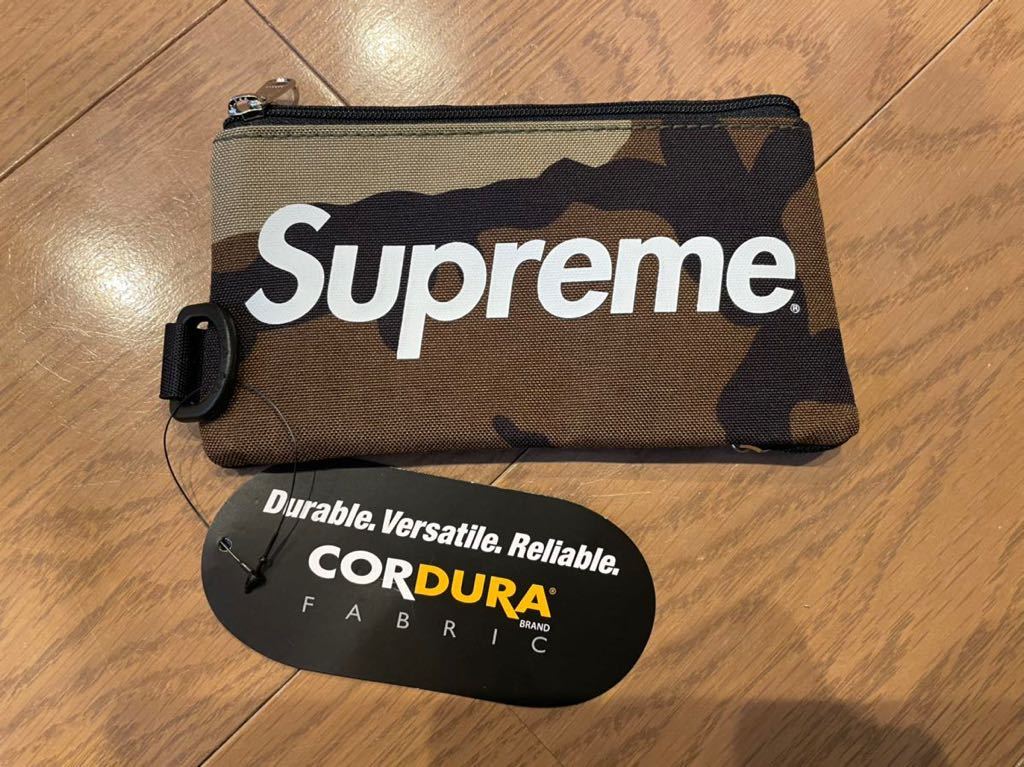 Supreme®
Durable. Versatile. Reliable.
CORDURA®
BRAND
FABRIC